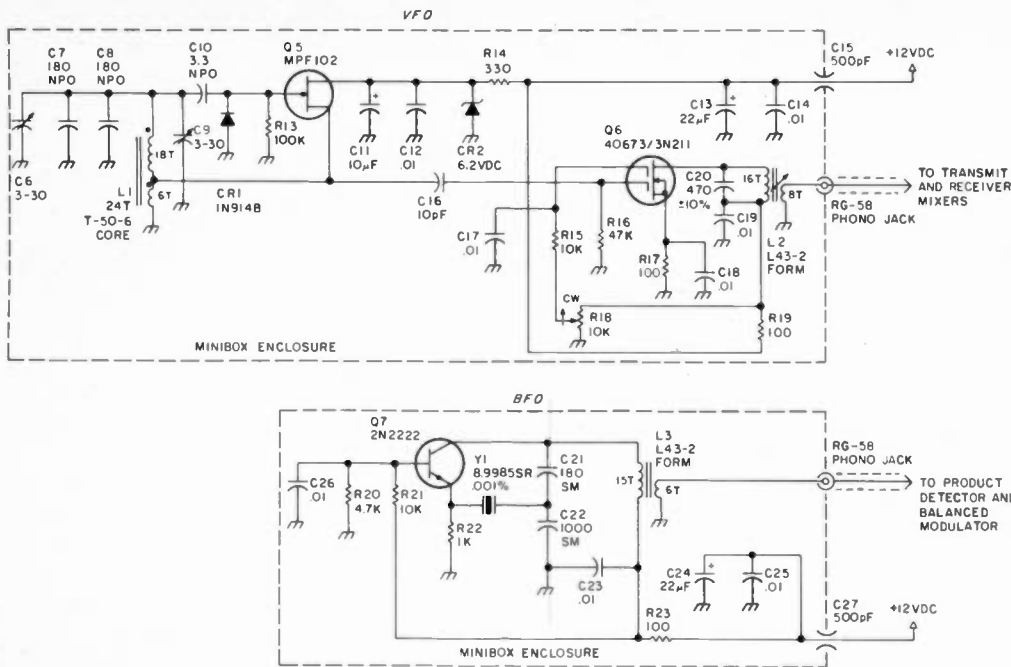 VFO
C7
180
NPO
C8
180
NPO
C10
3.3
NPO
Q5
MPF102
R14
330
C15
500pF
+12VDC
C6
3-30
18T
6T
L1
24T
T-50-6
CORE
C9
3-30
CR1
IN914B
R13
100K
C11
10µF
C12
.01
CR2
6.2VDC
C13
22µF
C14
.01
Q6
40673/3N211
C16
10pF
C17
.01
R15
10K
R16
47K
R17
100
C18
.01
C20
470
±10%
C19
.01
16T
8T
L2
L43-2
FORM
RG-58
PHONO JACK
TO TRANSMIT
AND RECEIVER
MIXERS
CW
R18
10K
R19
100
MINIBOX ENCLOSURE
BFO
Q7
2N2222
Y1
8.9985SR
.001%
C21
180
SM
C22
1000
SM
L3
L43-2
FORM
15T
6T
RG-58
PHONO JACK
TO PRODUCT
DETECTOR AND
BALANCED
MODULATOR
C26
.01
R20
4.7K
R21
10K
R22
1K
C23
.01
C24
22µF
C25
.01
C27
500pF
R23
100
+12VDC
MINIBOX ENCLOSURE